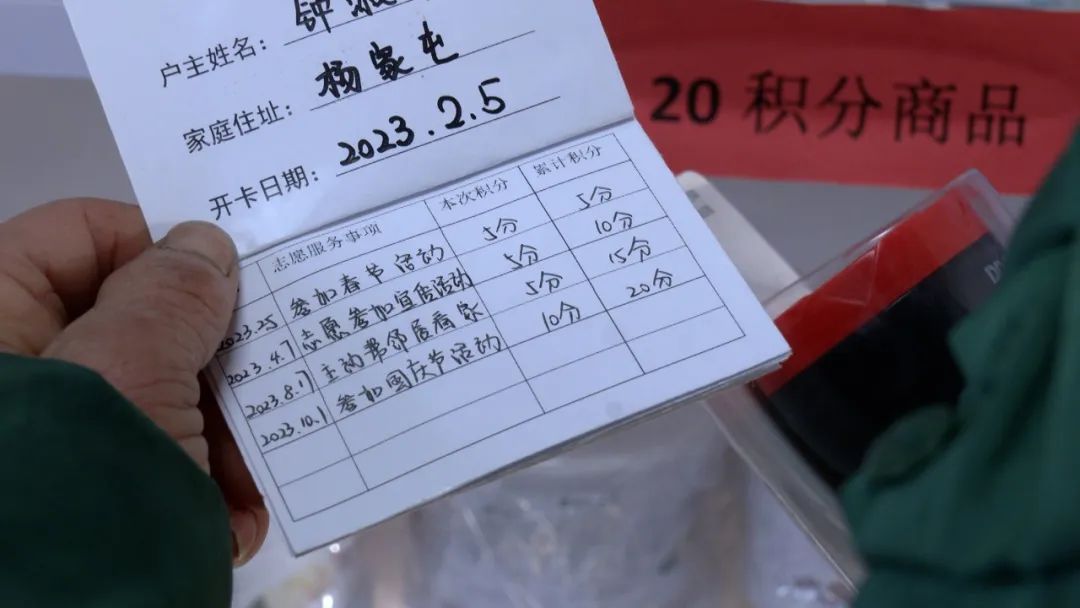 户主姓名：钟
家庭住址：杨家屯
开卡日期：2023.2.5
志愿服务事项 本次积分 累计积分
2023.2.5 参加春节活动 5分 5分
2023.4.7 志愿参加宣传活动 5分 10分
2023.8.17 主动帮邻居商家 5分 15分
2023.10.1 参加国庆节活动 10分 20分
20 积分商品